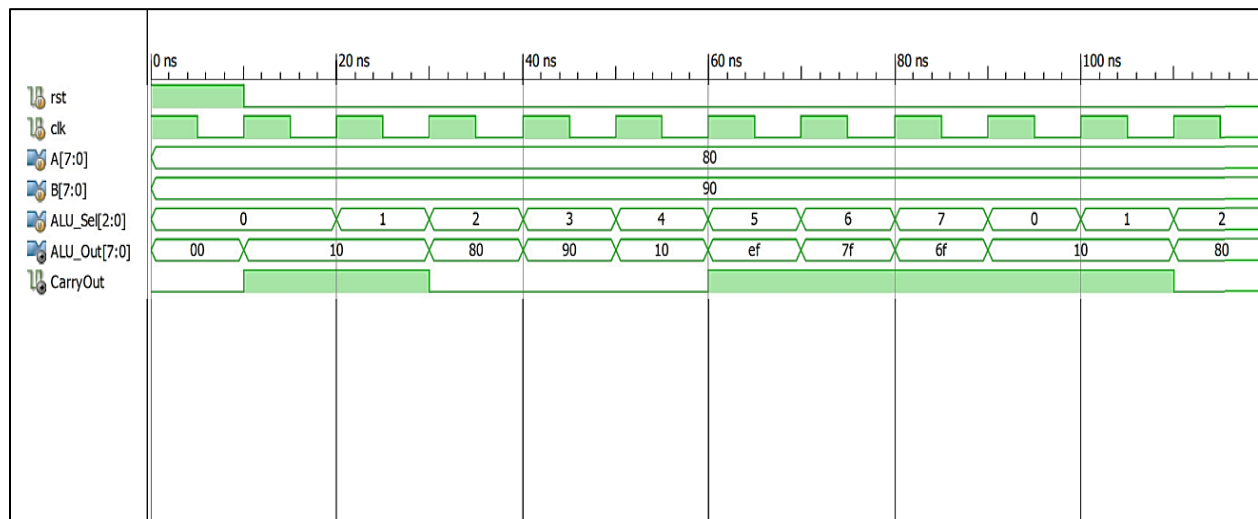 0 ns 20 ns 40 ns 60 ns 80 ns 100 ns
rst
clk
A[7:0] 80
B[7:0] 90
ALU_Sel[2:0] 0 1 2 3 4 5 6 7 0 1 2
ALU_Out[7:0] 00 10 80 90 10 ef 7f 6f 10 80
CarryOut